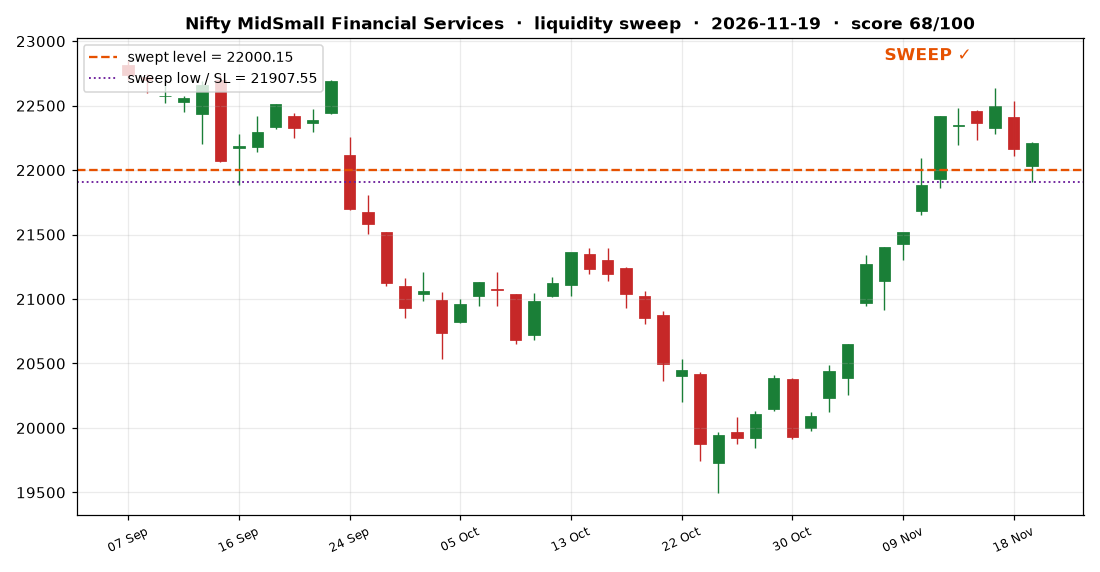 Nifty MidSmall Financial Services · liquidity sweep · 2026-11-19 · score 68/100
swept level = 22000.15
sweep low / SL = 21907.55
SWEEP ✓
23000
22500
22000
21500
21000
20500
20000
19500
07 Sep
16 Sep
24 Sep
05 Oct
13 Oct
22 Oct
30 Oct
09 Nov
18 Nov